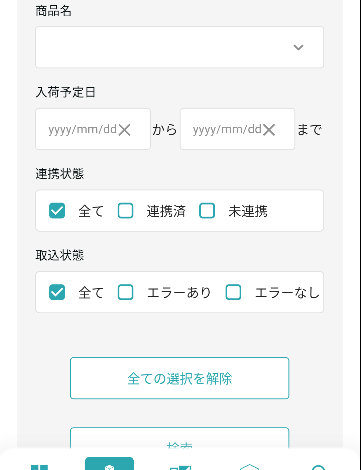 商品名
入荷予定日
yyyy/mm/dd から yyyy/mm/dd まで
連携状態
全て 連携済 未連携
取込状態
全て エラーあり エラーなし
全ての選択を解除
検索